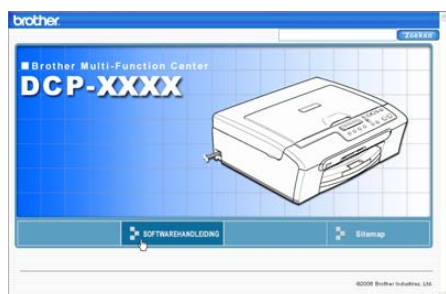 brother
Zoeken
Brother Multi-Function Center
DCP-XXXX
SOFTWAREHANDLEIDING
Sitemap
©2006 Brother Industries, Ltd.